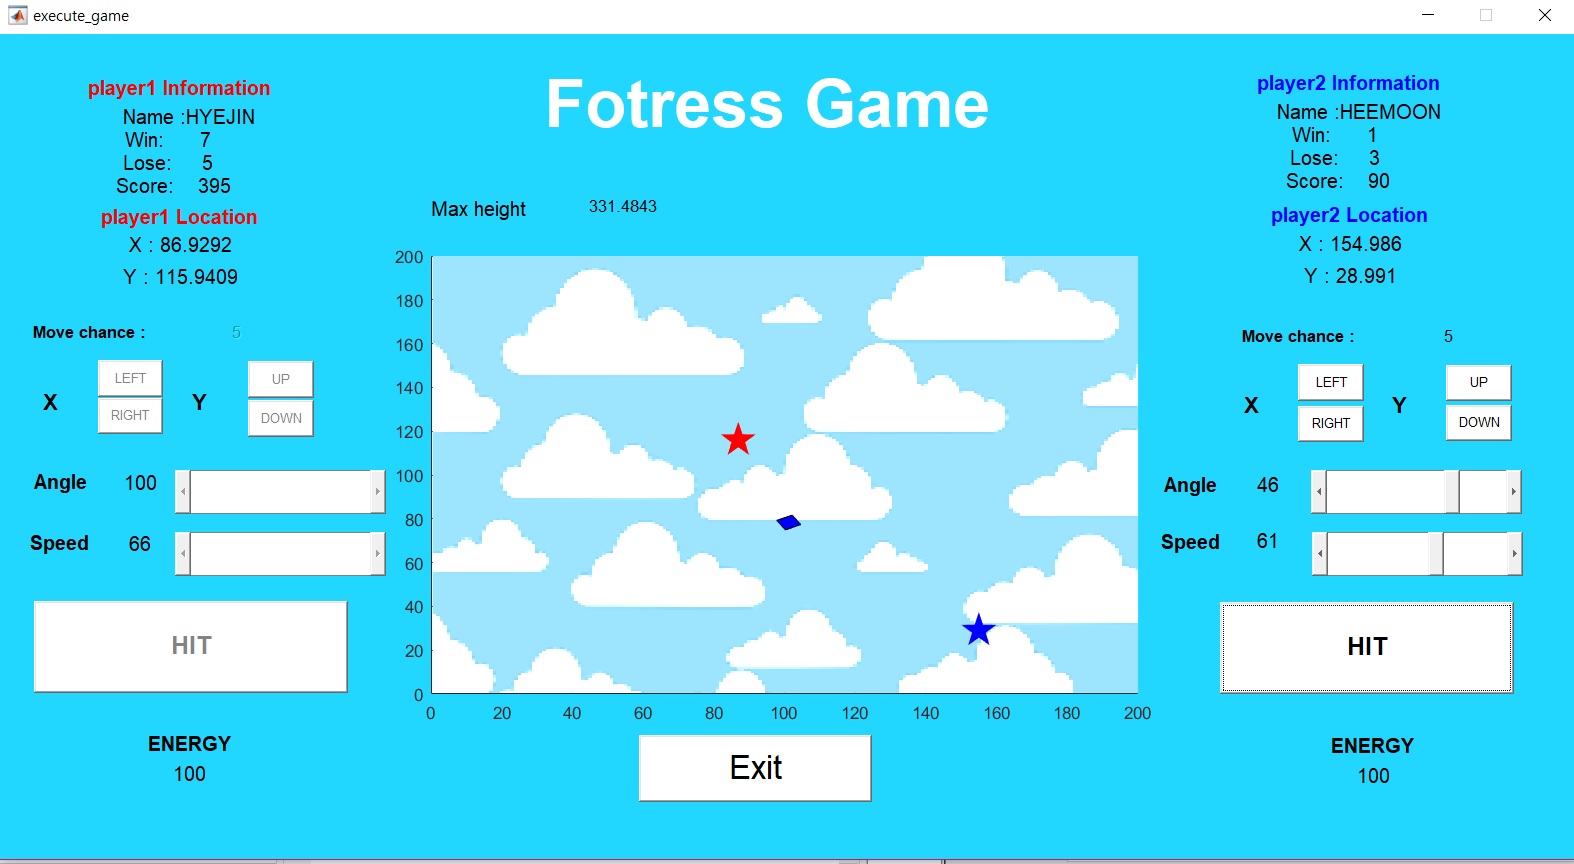 execute_game
Fotress Game
player1 Information
Name :HYEJIN
Win: 7
Lose: 5
Score: 395
player1 Location
X : 86.9292
Y : 115.9409
Move chance : 5
X
LEFT
RIGHT
Y
UP
DOWN
Angle 100
Speed 66
HIT
ENERGY
100
Max height 331.4843
200
180
160
140
120
100
80
60
40
20
0
0 20 40 60 80 100 120 140 160 180 200
Exit
player2 Information
Name :HEEMOON
Win: 1
Lose: 3
Score: 90
player2 Location
X : 154.986
Y : 28.991
Move chance : 5
X
LEFT
RIGHT
Y
UP
DOWN
Angle 46
Speed 61
HIT
ENERGY
100